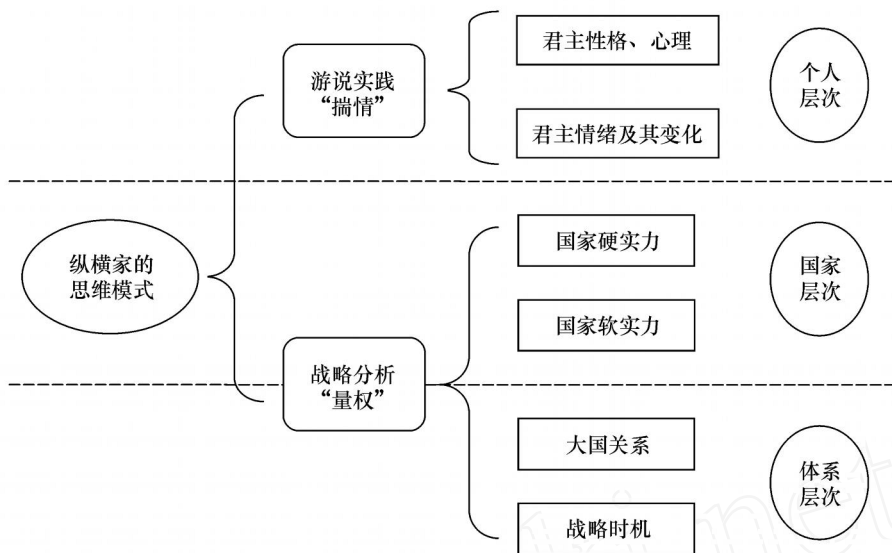 纵横家的
思维模式
游说实践
“揣情”
君主性格、心理
君主情绪及其变化
个人
层次
战略分析
“量权”
国家硬实力
国家软实力
国家
层次
大国关系
战略时机
体系
层次